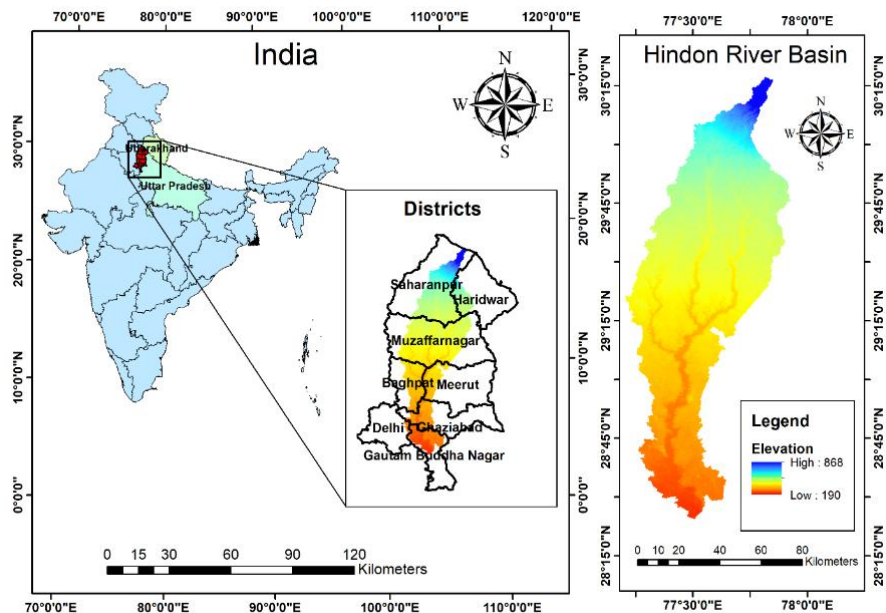 70°0'0"E 80°0'0"E 90°0'0"E 100°0'0"E 110°0'0"E 120°0'0"E
India
N
W E
S
30°0'0"N
20°0'0"N
10°0'0"N
0°0'0"
30°0'0"N
20°0'0"N
10°0'0"N
0°0'0"
Uttarakhand
Uttar Pradesh
Districts
Saharanpur
Haridwar
Muzaffarnagar
Baghpat Meerut
Delhi Ghaziabad
Gautam Buddha Nagar
0 15 30 60 90 120
Kilometers
70°0'0"E 80°0'0"E 90°0'0"E 100°0'0"E 110°0'0"E
77°30'0"E 78°0'0"E
Hindon River Basin
N
W E
S
30°15'0"N
29°45'0"N
29°15'0"N
28°45'0"N
28°15'0"N
30°15'0"N
29°45'0"N
29°15'0"N
28°45'0"N
28°15'0"N
Legend
Elevation
High : 868
Low : 190
0 5 10 20 40 60 80
Kilometers
77°30'0"E 78°0'0"E